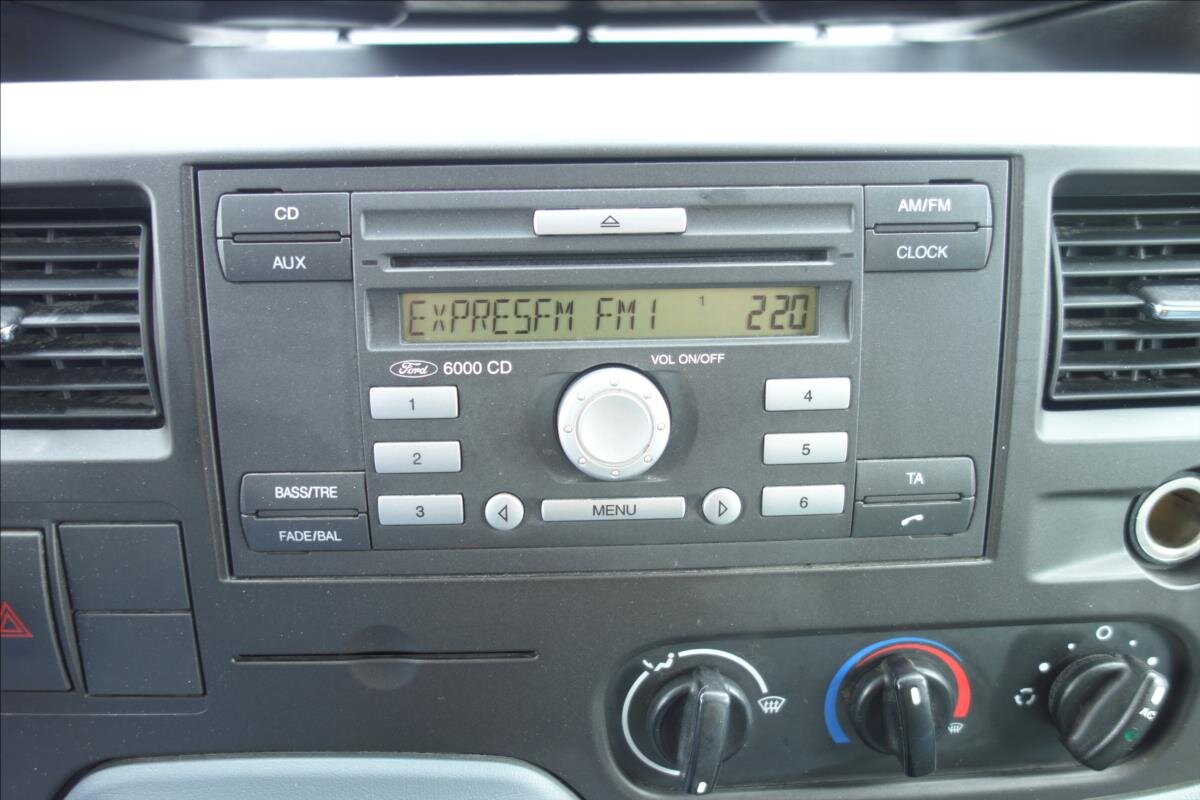 CD
AM/FM
AUX
CLOCK
EXPRESFM FM1 1 220
Ford 6000 CD
VOL ON/OFF
1
4
2
5
3
MENU
6
BASS/TRE
TA
FADE/BAL
AC